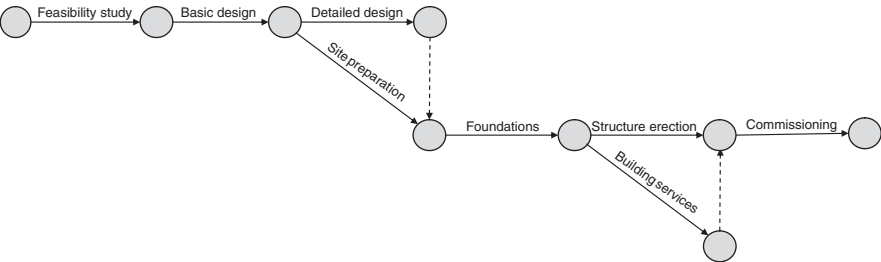 Feasibility study
Basic design
Detailed design
Site preparation
Foundations
Structure erection
Commissioning
Building services